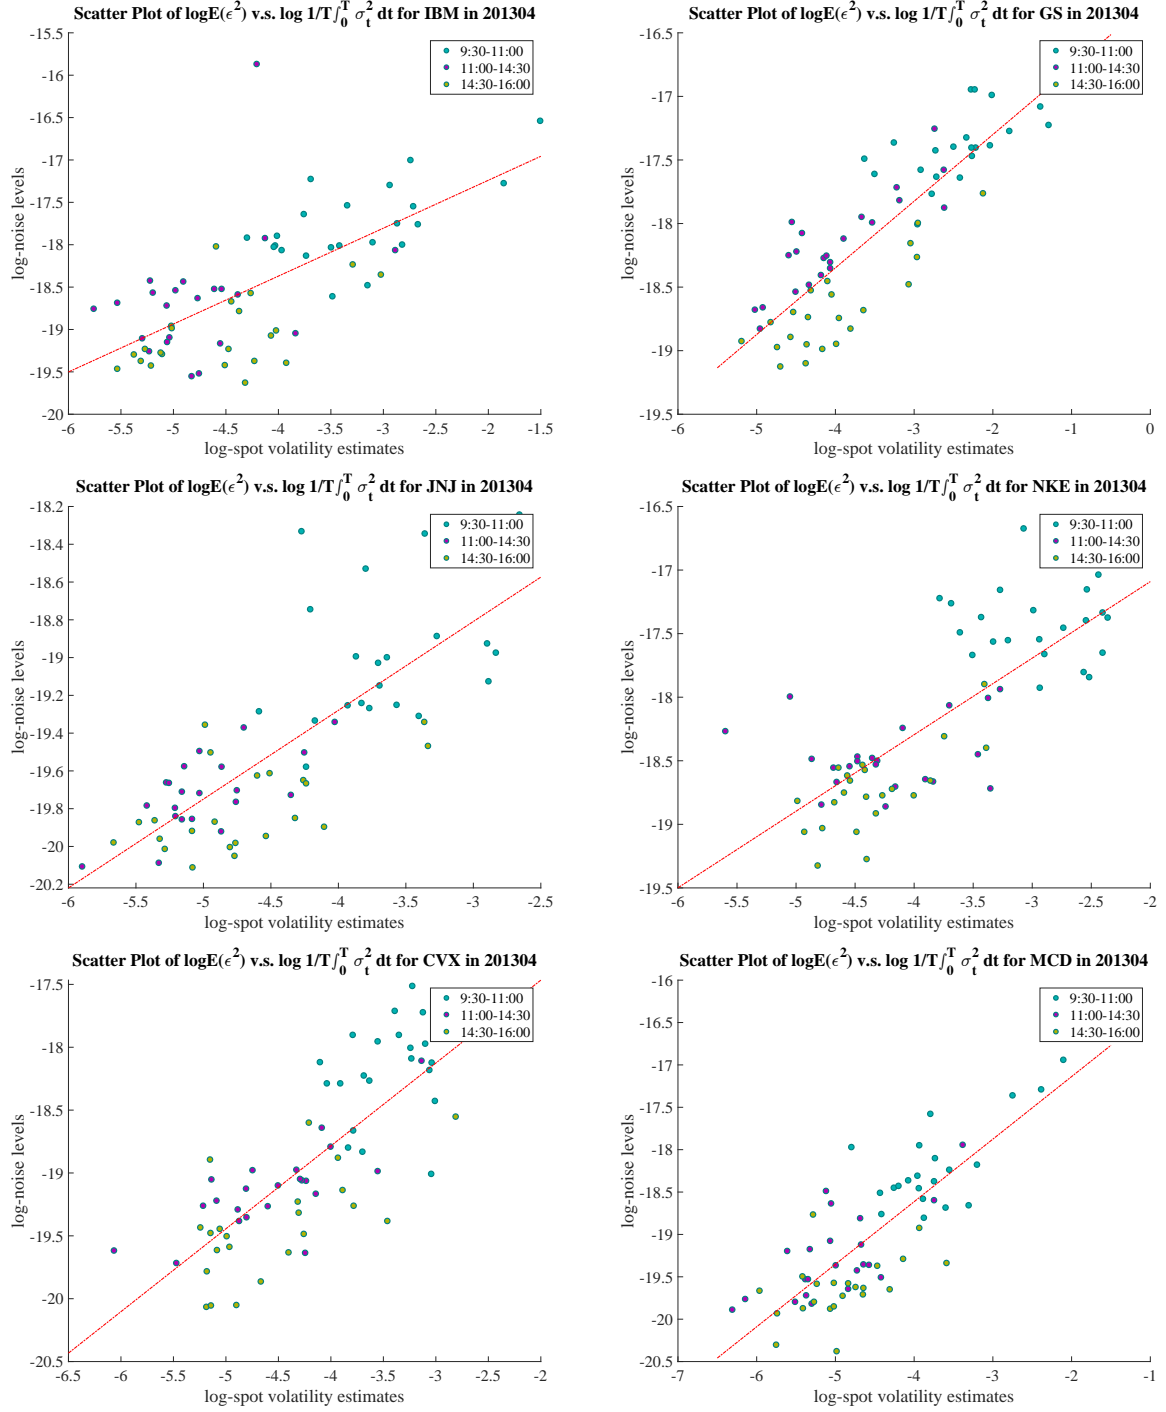 Scatter Plot of logE(ϵ²) v.s. log 1/T∫₀ᵀ σₜ² dt for IBM in 201304
-15.5
-16
-16.5
-17
-17.5
-18
-18.5
-19
-19.5
-20
log-noise levels
9:30-11:00
11:00-14:30
14:30-16:00
-6 -5.5 -5 -4.5 -4 -3.5 -3 -2.5 -2 -1.5
log-spot volatility estimates
Scatter Plot of logE(ϵ²) v.s. log 1/T∫₀ᵀ σₜ² dt for GS in 201304
-16.5
-17
-17.5
-18
-18.5
-19
-19.5
log-noise levels
9:30-11:00
11:00-14:30
14:30-16:00
-6 -5 -4 -3 -2 -1 0
log-spot volatility estimates
Scatter Plot of logE(ϵ²) v.s. log 1/T∫₀ᵀ σₜ² dt for JNJ in 201304
-18.2
-18.4
-18.6
-18.8
-19
-19.2
-19.4
-19.6
-19.8
-20
-20.2
log-noise levels
9:30-11:00
11:00-14:30
14:30-16:00
-6 -5.5 -5 -4.5 -4 -3.5 -3 -2.5
log-spot volatility estimates
Scatter Plot of logE(ϵ²) v.s. log 1/T∫₀ᵀ σₜ² dt for NKE in 201304
-16.5
-17
-17.5
-18
-18.5
-19
-19.5
log-noise levels
9:30-11:00
11:00-14:30
14:30-16:00
-6 -5.5 -5 -4.5 -4 -3.5 -3 -2.5 -2
log-spot volatility estimates
Scatter Plot of logE(ϵ²) v.s. log 1/T∫₀ᵀ σₜ² dt for CVX in 201304
-17.5
-18
-18.5
-19
-19.5
-20
-20.5
log-noise levels
9:30-11:00
11:00-14:30
14:30-16:00
-6.5 -6 -5.5 -5 -4.5 -4 -3.5 -3 -2.5 -2
log-spot volatility estimates
Scatter Plot of logE(ϵ²) v.s. log 1/T∫₀ᵀ σₜ² dt for MCD in 201304
-16
-16.5
-17
-17.5
-18
-18.5
-19
-19.5
-20
-20.5
log-noise levels
9:30-11:00
11:00-14:30
14:30-16:00
-7 -6 -5 -4 -3 -2 -1
log-spot volatility estimates